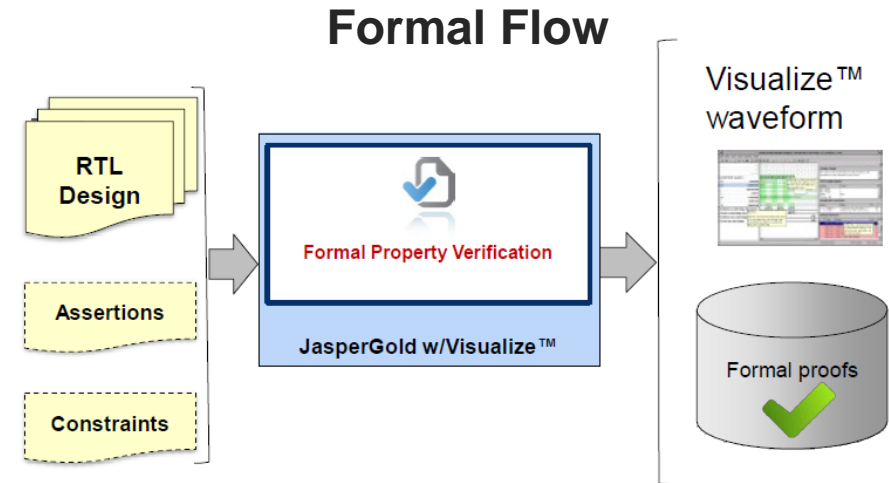 Formal Flow
RTL
Design
Assertions
Constraints
Formal Property Verification
JasperGold w/Visualize™
Visualize™
waveform
Formal proofs